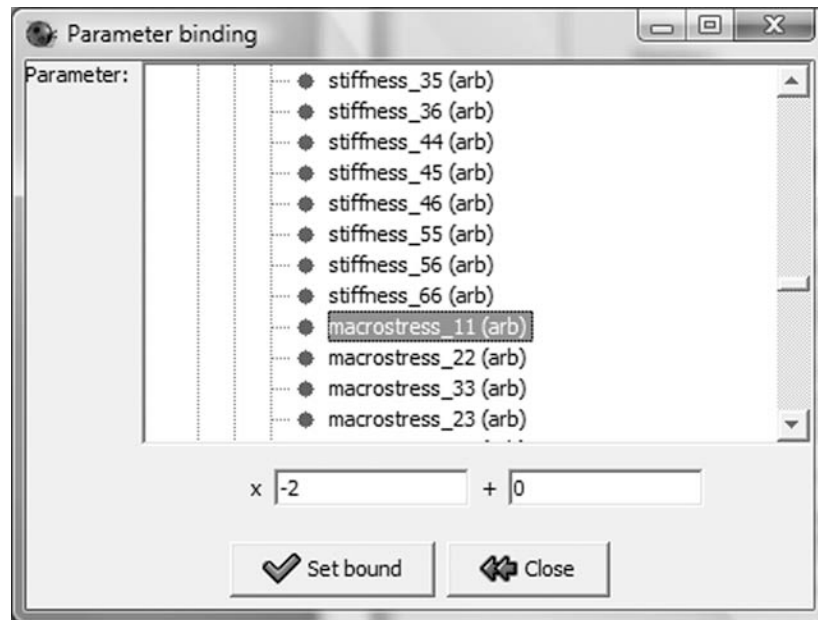 Parameter binding
Parameter:
stiffness_35 (arb)
stiffness_36 (arb)
stiffness_44 (arb)
stiffness_45 (arb)
stiffness_46 (arb)
stiffness_55 (arb)
stiffness_56 (arb)
stiffness_66 (arb)
macrostress_11 (arb)
macrostress_22 (arb)
macrostress_33 (arb)
macrostress_23 (arb)
x -2 + 0
Set bound Close